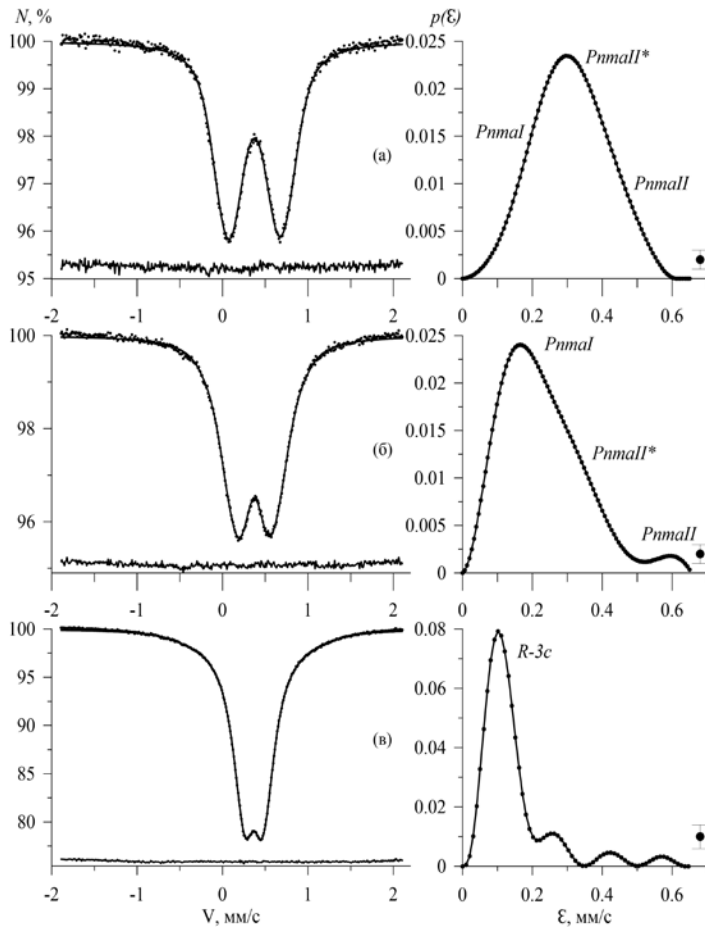 N, % p(Ɛ)
100 0.025
PnmaII*
99 0.02
98 0.015
PnmaI
(а)
97 0.01
PnmaII
96 0.005
95 0
-2 -1 0 1 2 0 0.2 0.4 0.6
100 0.025
PnmaI
0.02
98 0.015
(б)
PnmaII*
0.01
96 0.005
PnmaII
0
-2 -1 0 1 2 0 0.2 0.4 0.6
100 0.08
R-3c
95 0.06
90
(в)
0.04
85
80 0.02
0
-2 -1 0 1 2 0 0.2 0.4 0.6
V, мм/с Ɛ, мм/с